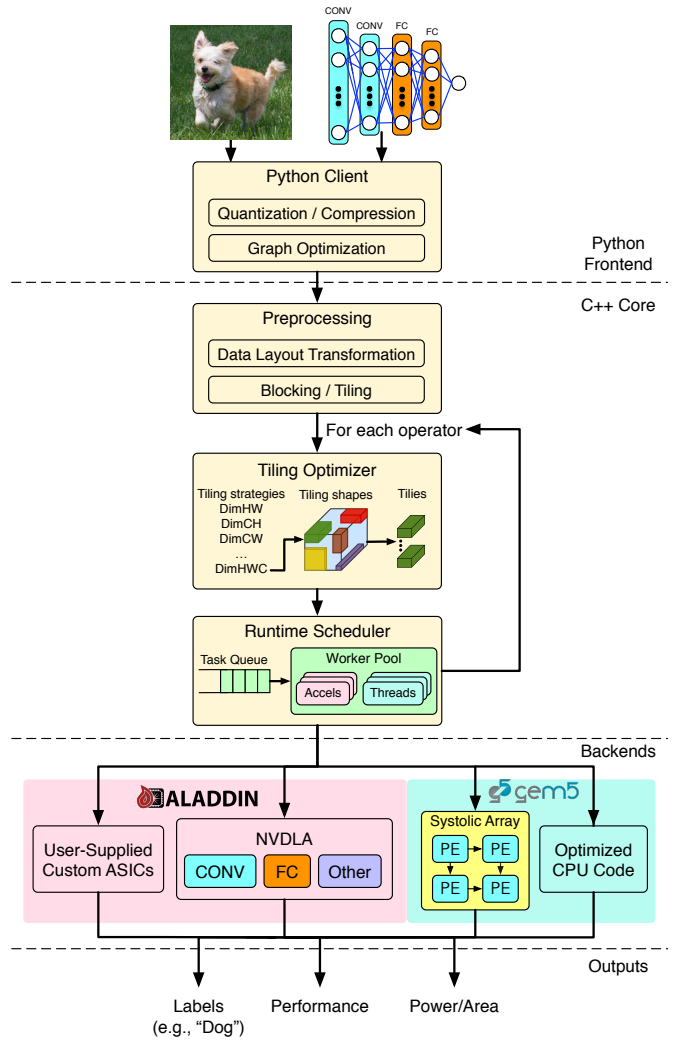 CONV
CONV
FC
FC
Python Client
Quantization / Compression
Graph Optimization
Python
Frontend
C++ Core
Preprocessing
Data Layout Transformation
Blocking / Tiling
For each operator
Tiling Optimizer
Tiling strategies
Tiling shapes
Tilies
DimHW
DimCH
DimCW
...
DimHWC
Runtime Scheduler
Task Queue
Worker Pool
Accels
Threads
Backends
ALADDIN
gem5
User-Supplied
Custom ASICs
NVDLA
CONV
FC
Other
Systolic Array
PE
PE
PE
PE
Optimized
CPU Code
Outputs
Labels
(e.g., “Dog”)
Performance
Power/Area